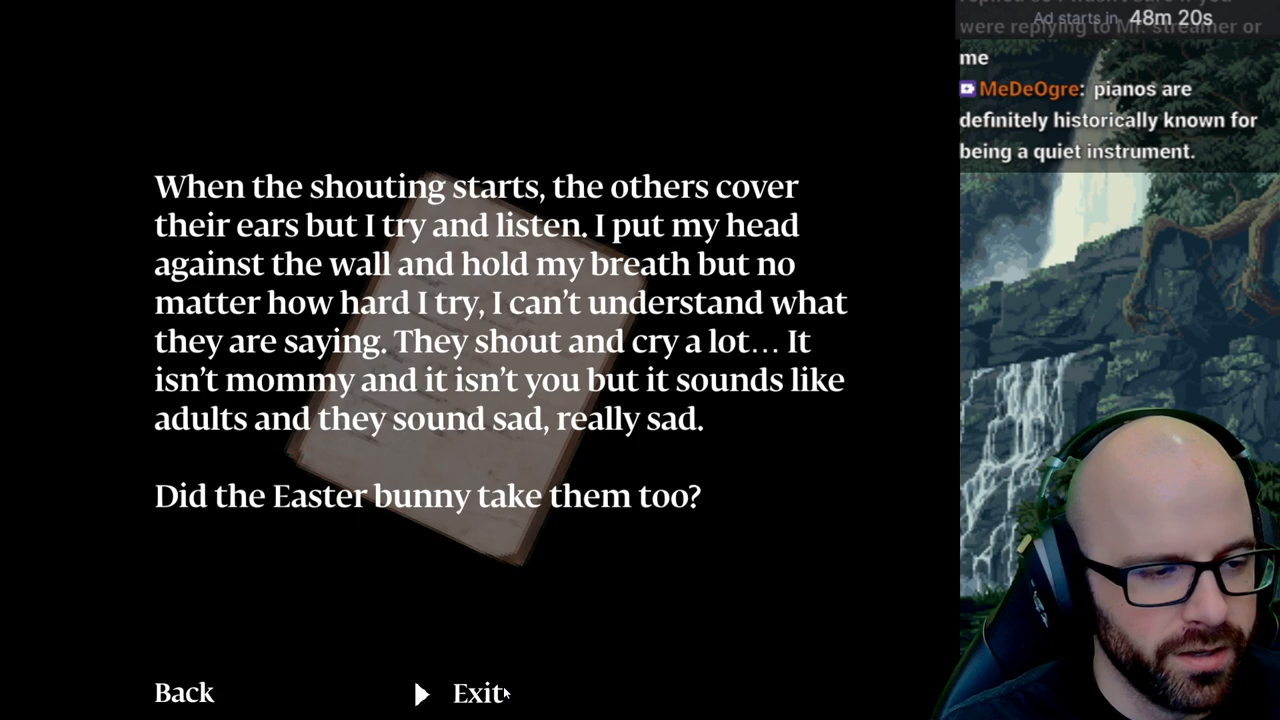 Ad starts in 48m 20s
were replying to Mr. streamer or
me
MeDeOgre: pianos are
definitely historically known for
being a quiet instrument.
When the shouting starts, the others cover
their ears but I try and listen. I put my head
against the wall and hold my breath but no
matter how hard I try, I can’t understand what
they are saying. They shout and cry a lot… It
isn’t mommy and it isn’t you but it sounds like
adults and they sound sad, really sad.
Did the Easter bunny take them too?
Back
Exit